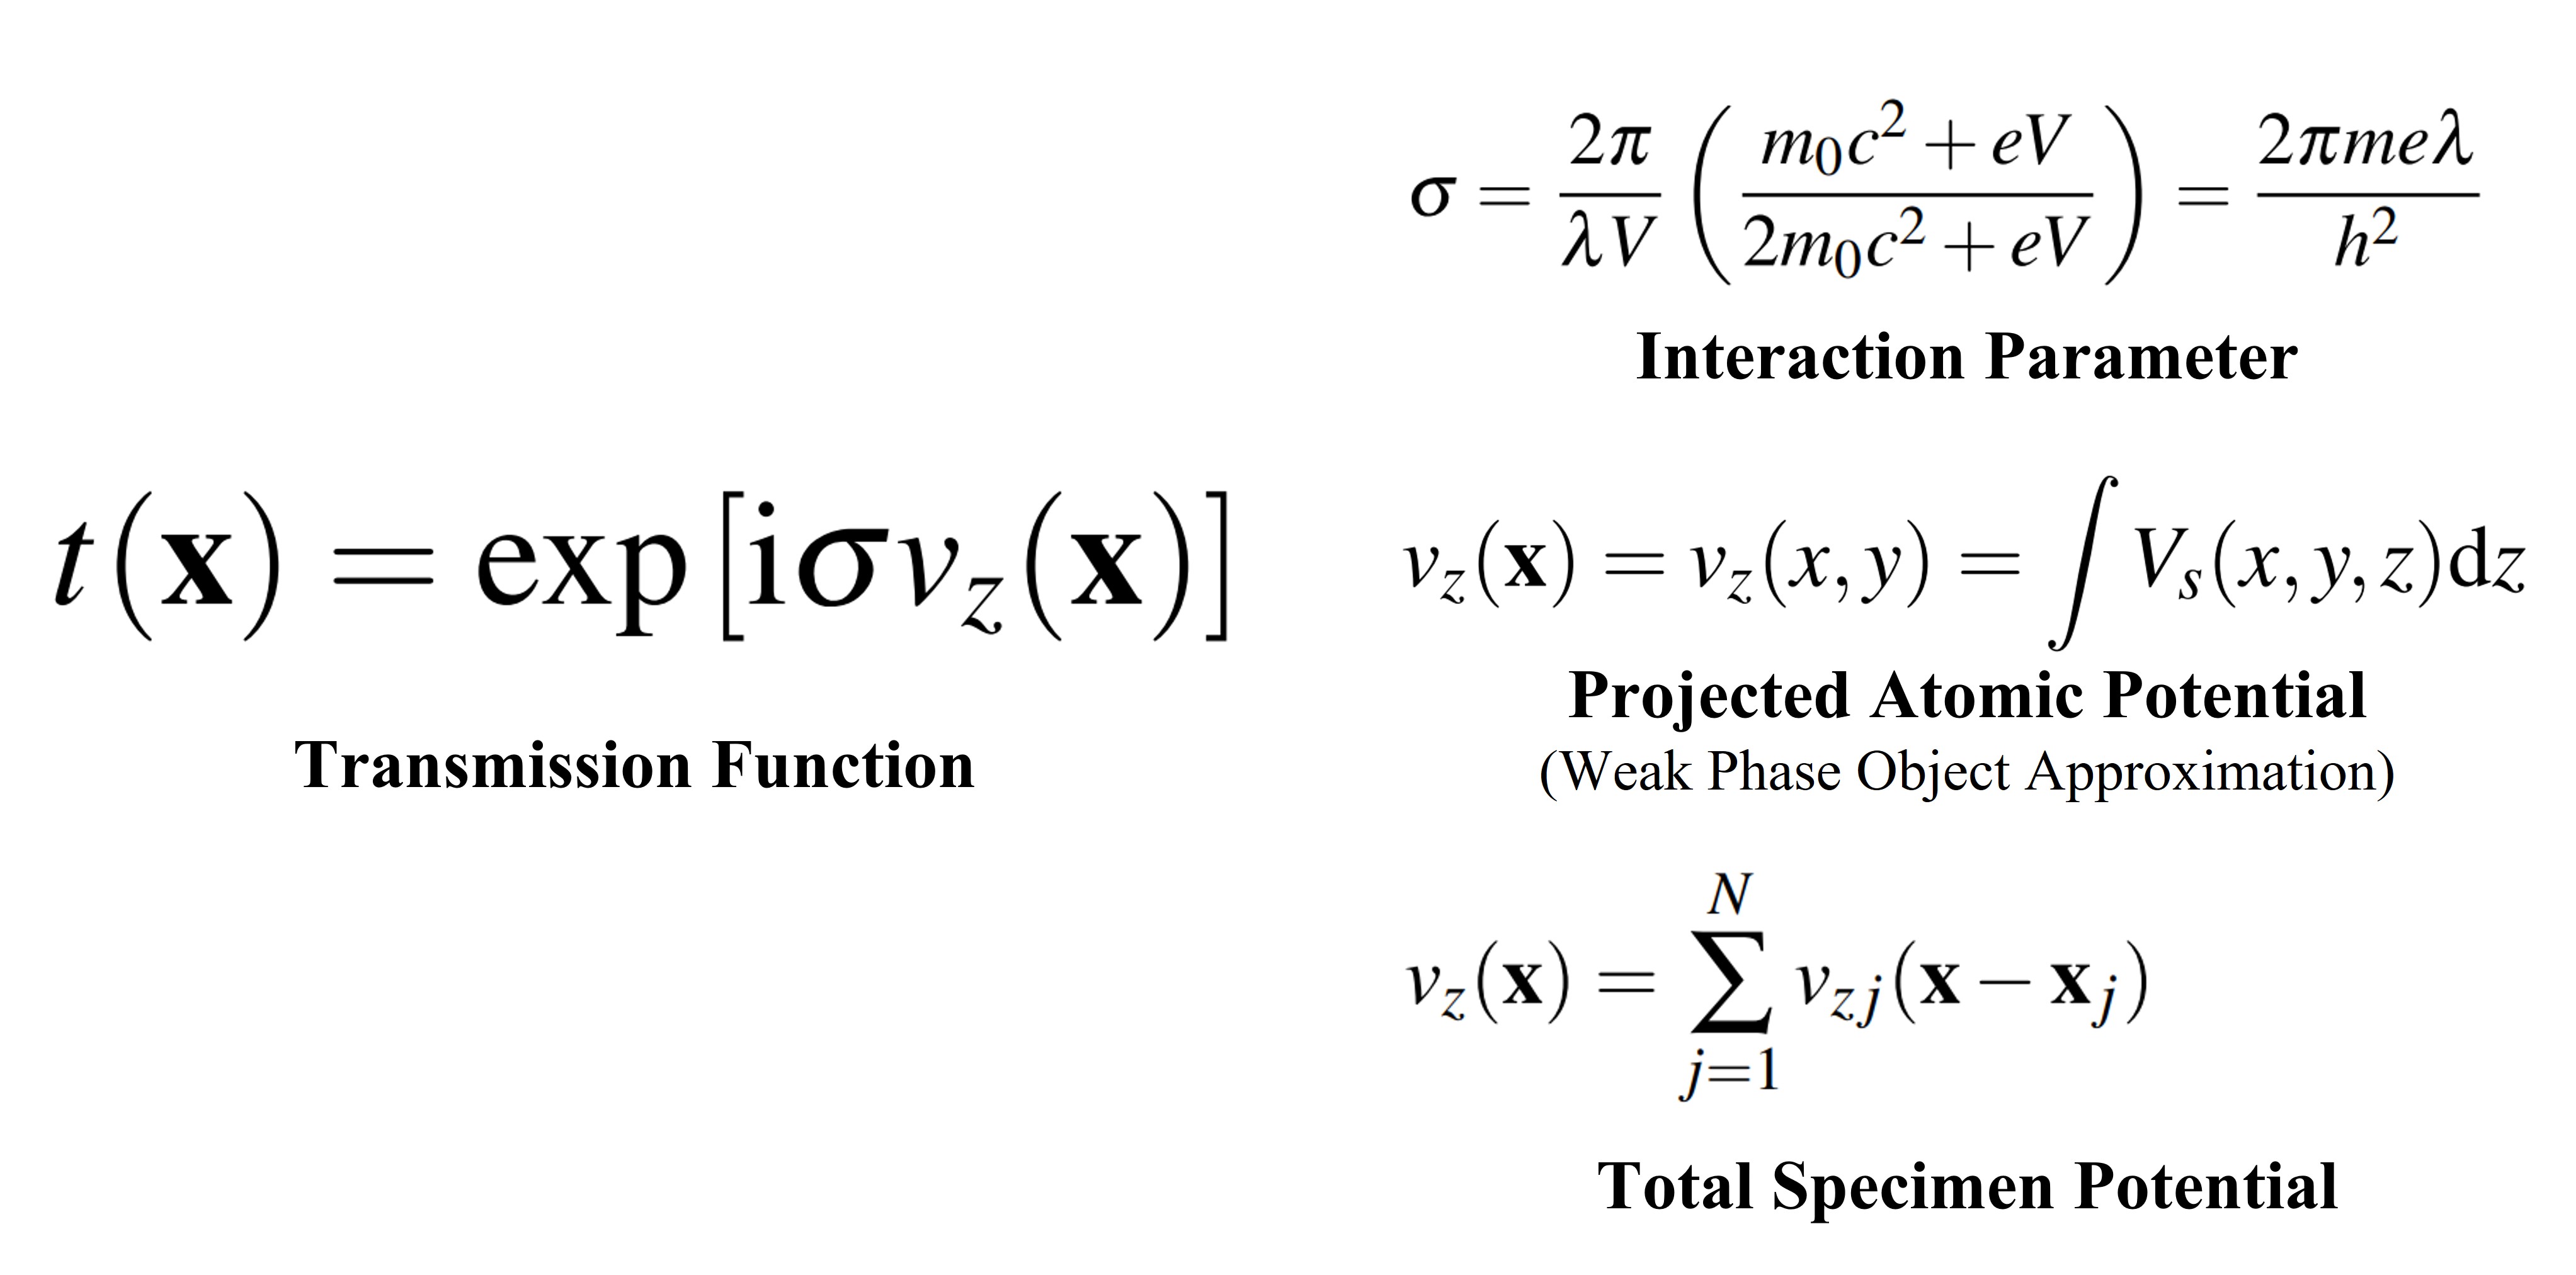 t(x) = exp[iσv_z(x)]
Transmission Function
σ = 2π/(λV) ((m₀c² + eV)/(2m₀c² + eV)) = 2πmeλ/h²
Interaction Parameter
v_z(x) = v_z(x,y) = ∫ V_s(x,y,z)dz
Projected Atomic Potential
(Weak Phase Object Approximation)
v_z(x) = ∑_{j=1}^{N} v_{zj}(x − x_j)
Total Specimen Potential